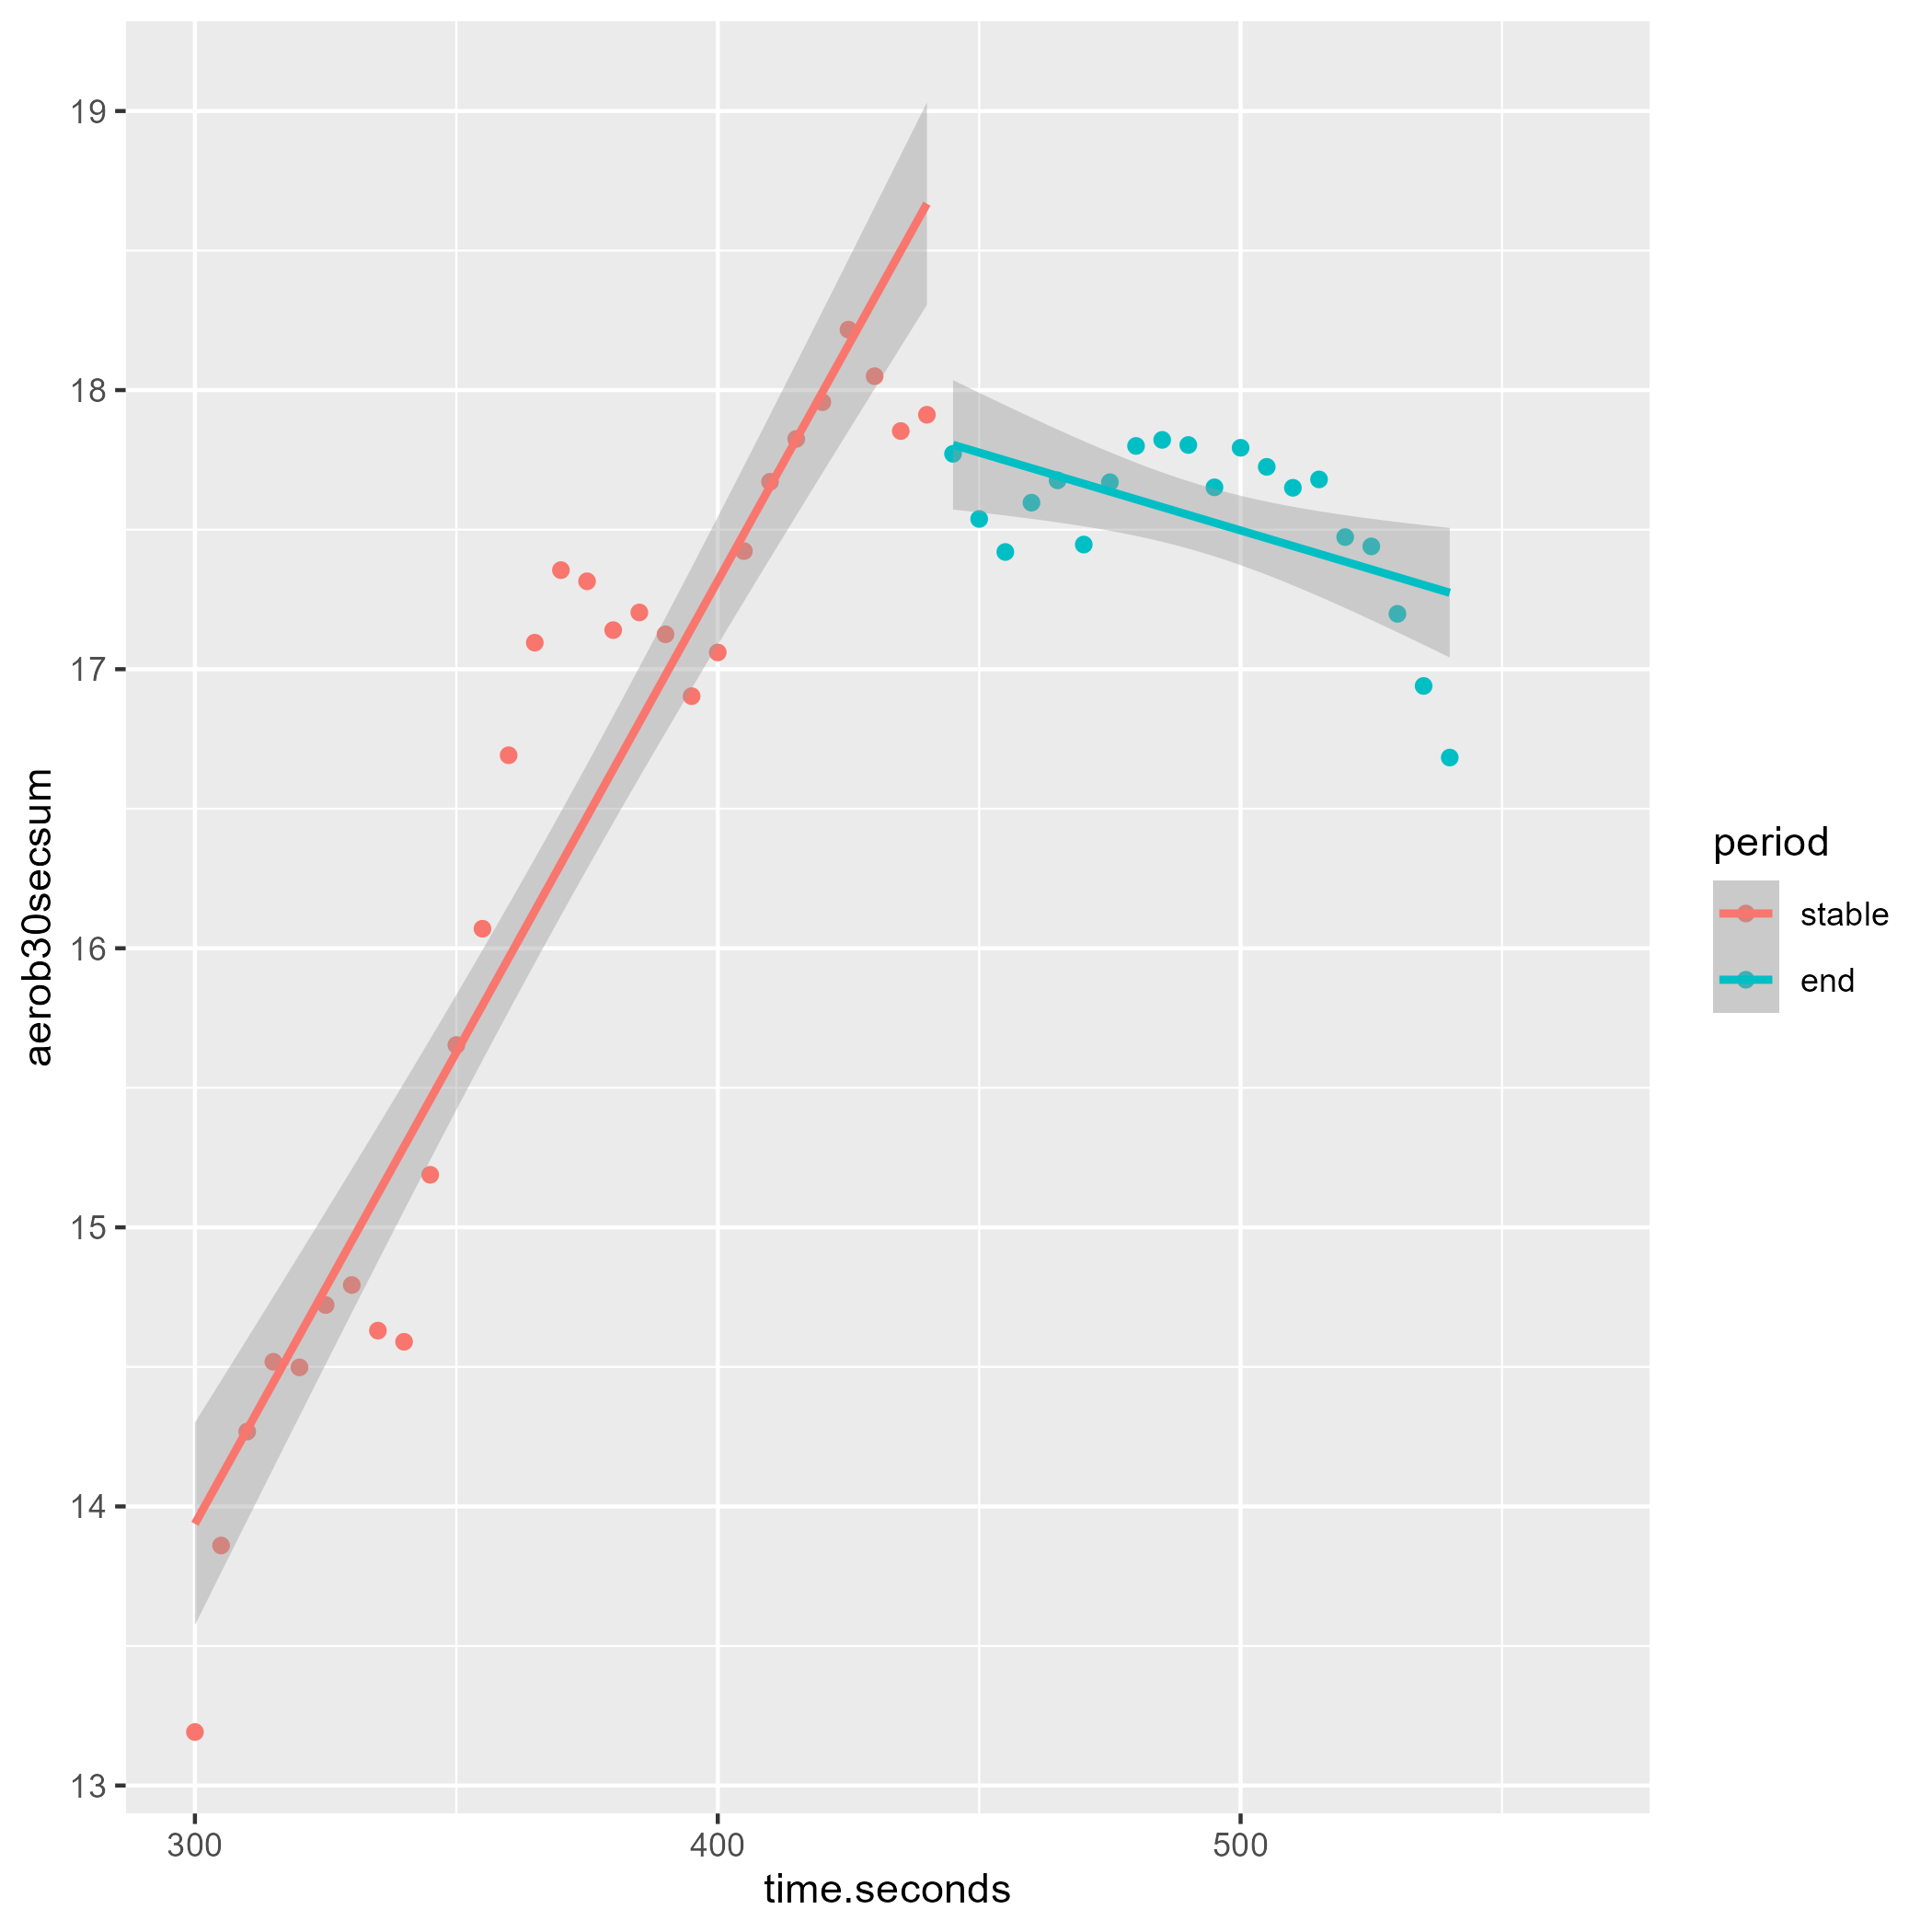 19
18
17
16
15
14
13
aerob30secsum
300
400
500
time.seconds
period
stable
end